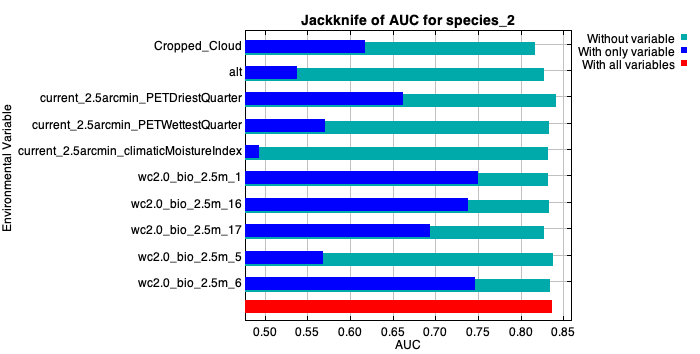 Jackknife of AUC for species_2
Without variable
With only variable
With all variables
Environmental Variable
Cropped_Cloud
alt
current_2.5arcmin_PETDriestQuarter
current_2.5arcmin_PETWettestQuarter
current_2.5arcmin_climaticMoistureIndex
wc2.0_bio_2.5m_1
wc2.0_bio_2.5m_16
wc2.0_bio_2.5m_17
wc2.0_bio_2.5m_5
wc2.0_bio_2.5m_6
0.50 0.55 0.60 0.65 0.70 0.75 0.80 0.85
AUC